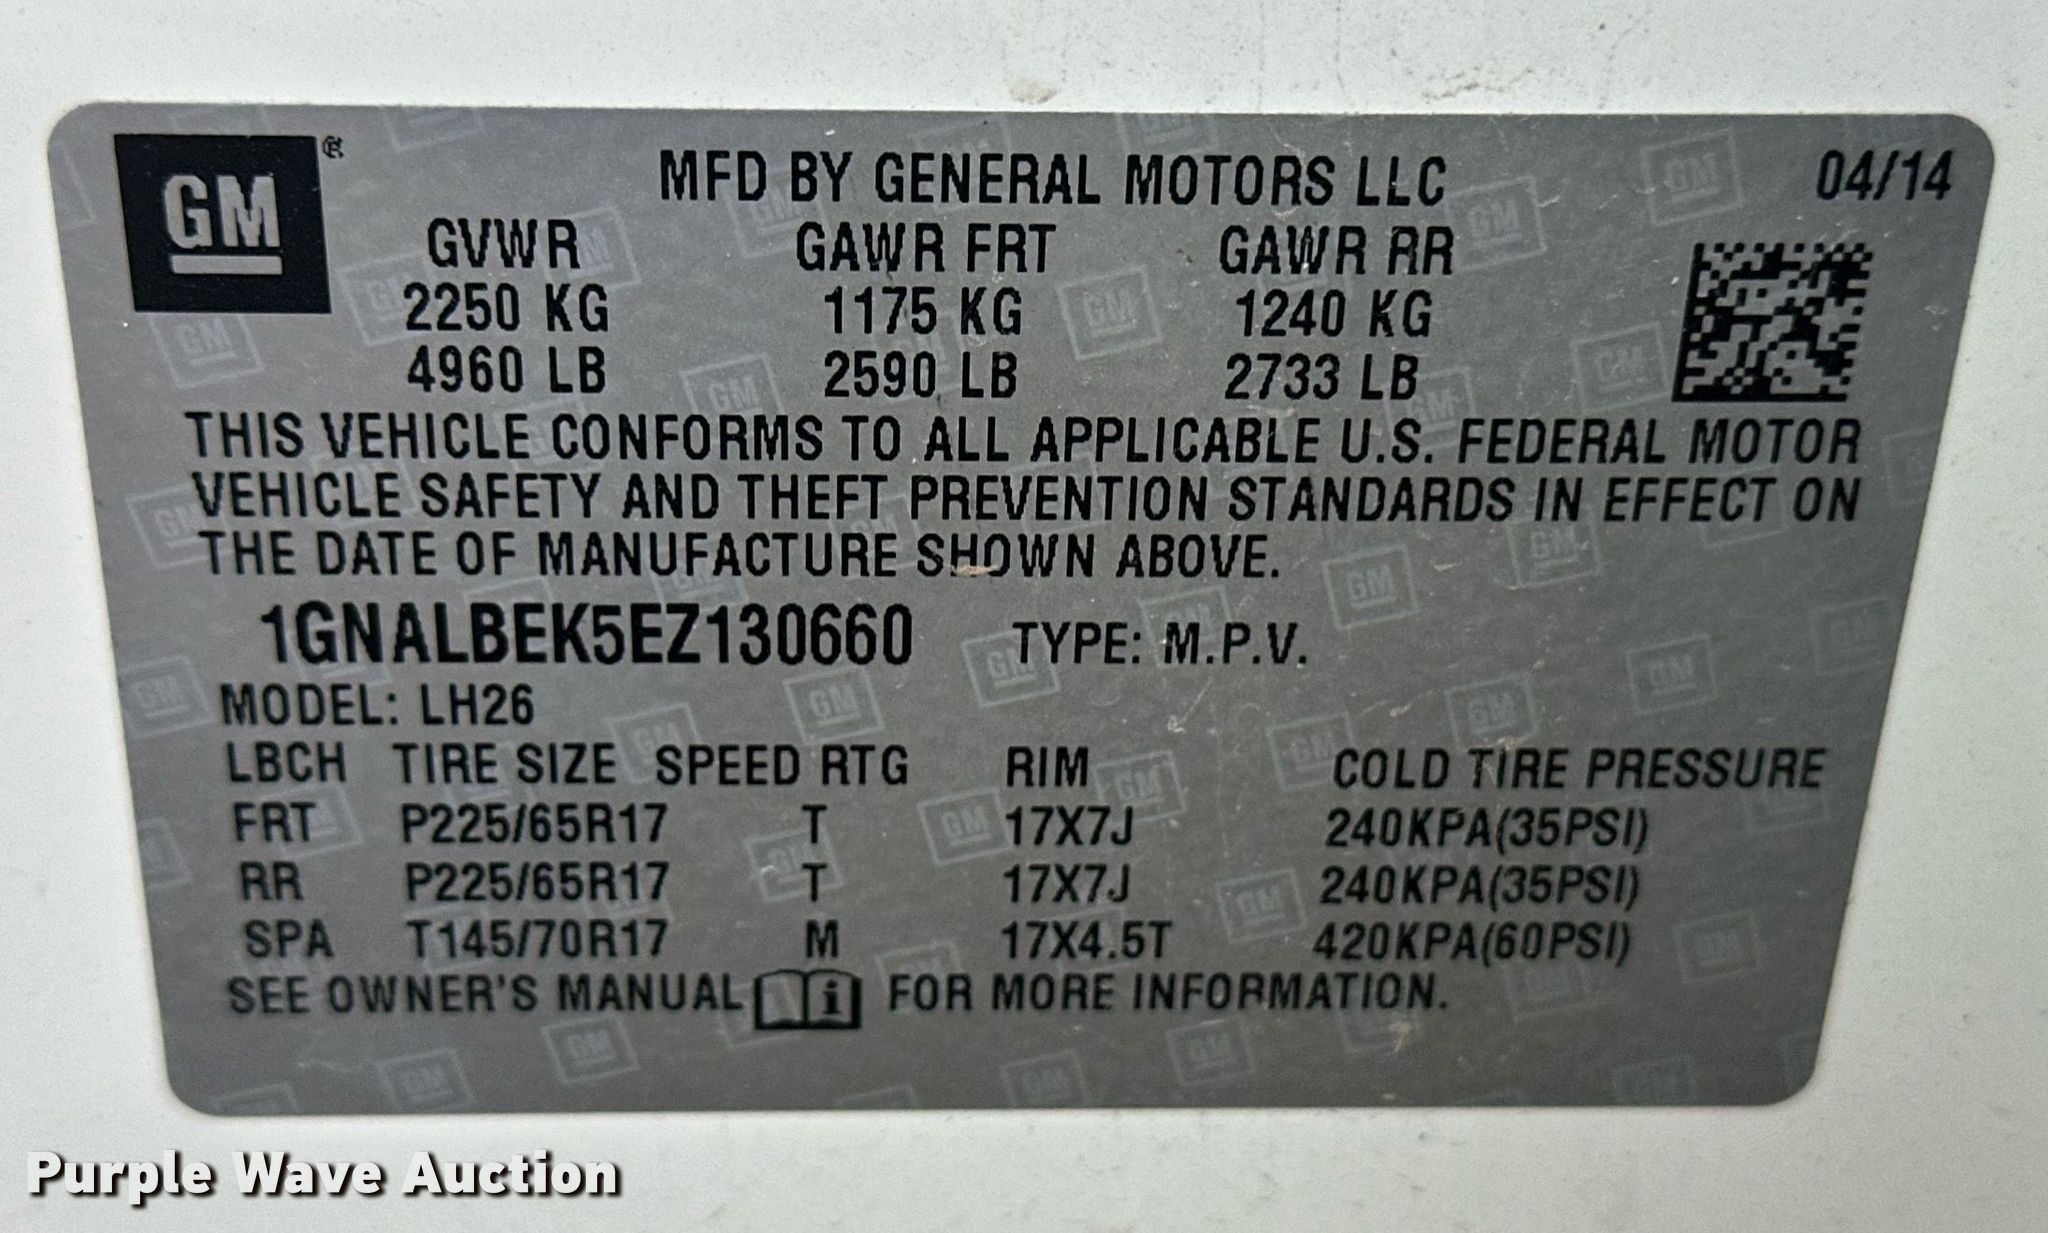 GM®
MFD BY GENERAL MOTORS LLC 04/14
GVWR GAWR FRT GAWR RR
2250 KG 1175 KG 1240 KG
4960 LB 2590 LB 2733 LB
THIS VEHICLE CONFORMS TO ALL APPLICABLE U.S. FEDERAL MOTOR
VEHICLE SAFETY AND THEFT PREVENTION STANDARDS IN EFFECT ON
THE DATE OF MANUFACTURE SHOWN ABOVE.
1GNALBEK5EZ130660 TYPE: M.P.V.
MODEL: LH26
LBCH TIRE SIZE SPEED RTG RIM COLD TIRE PRESSURE
FRT P225/65R17 T 17X7J 240KPA(35PSI)
RR P225/65R17 T 17X7J 240KPA(35PSI)
SPA T145/70R17 M 17X4.5T 420KPA(60PSI)
SEE OWNER'S MANUAL i FOR MORE INFORMATION.
Purple Wave Auction